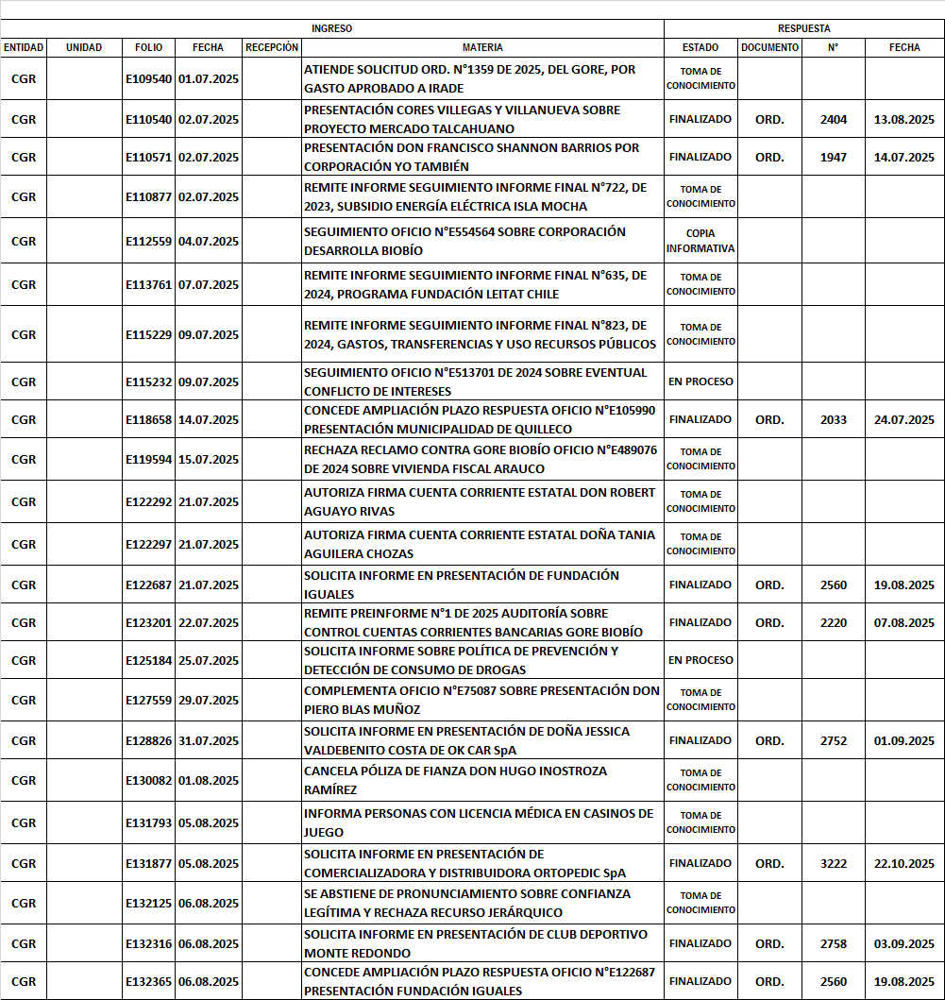 INGRESO RESPUESTA
ENTIDAD UNIDAD FOLIO FECHA RECEPCIÓN MATERIA ESTADO DOCUMENTO N° FECHA
CGR E109540 01.07.2025 ATIENDE SOLICITUD ORD. N°1359 DE 2025, DEL GORE, POR TOMA DE
GASTO APROBADO A IRADE CONOCIMIENTO
CGR E110540 02.07.2025 PRESENTACIÓN CORES VILLEGAS Y VILLANUEVA SOBRE FINALIZADO ORD. 2404 13.08.2025
PROYECTO MERCADO TALCAHUANO
CGR E110571 02.07.2025 PRESENTACIÓN DON FRANCISCO SHANNON BARRIOS POR FINALIZADO ORD. 1947 14.07.2025
CORPORACIÓN YO TAMBIÉN
CGR E110877 02.07.2025 REMITE INFORME SEGUIMIENTO INFORME FINAL N°722, DE TOMA DE
2023, SUBSIDIO ENERGÍA ELÉCTRICA ISLA MOCHA CONOCIMIENTO
CGR E112559 04.07.2025 SEGUIMIENTO OFICIO N°E554564 SOBRE CORPORACIÓN COPIA
DESARROLLA BIOBÍO INFORMATIVA
CGR E113761 07.07.2025 REMITE INFORME SEGUIMIENTO INFORME FINAL N°635, DE TOMA DE
2024, PROGRAMA FUNDACIÓN LEITAT CHILE CONOCIMIENTO
CGR E115229 09.07.2025 REMITE INFORME SEGUIMIENTO INFORME FINAL N°823, DE TOMA DE
2024, GASTOS, TRANSFERENCIAS Y USO RECURSOS PÚBLICOS CONOCIMIENTO
CGR E115232 09.07.2025 SEGUIMIENTO OFICIO N°E513701 DE 2024 SOBRE EVENTUAL EN PROCESO
CONFLICTO DE INTERESES
CGR E118658 14.07.2025 CONCEDE AMPLIACIÓN PLAZO RESPUESTA OFICIO N°E105990 FINALIZADO ORD. 2033 24.07.2025
PRESENTACIÓN MUNICIPALIDAD DE QUILLECO
CGR E119594 15.07.2025 RECHAZA RECLAMO CONTRA GORE BIOBÍO OFICIO N°E489076 TOMA DE
DE 2024 SOBRE VIVIENDA FISCAL ARAUCO CONOCIMIENTO
CGR E122292 21.07.2025 AUTORIZA FIRMA CUENTA CORRIENTE ESTATAL DON ROBERT TOMA DE
AGUAYO RIVAS CONOCIMIENTO
CGR E122297 21.07.2025 AUTORIZA FIRMA CUENTA CORRIENTE ESTATAL DOÑA TANIA TOMA DE
AGUILERA CHOZAS CONOCIMIENTO
CGR E122687 21.07.2025 SOLICITA INFORME EN PRESENTACIÓN DE FUNDACIÓN FINALIZADO ORD. 2560 19.08.2025
IGUALES
CGR E123201 22.07.2025 REMITE PREINFORME N°1 DE 2025 AUDITORÍA SOBRE FINALIZADO ORD. 2220 07.08.2025
CONTROL CUENTAS CORRIENTES BANCARIAS GORE BIOBÍO
CGR E125184 25.07.2025 SOLICITA INFORME SOBRE POLÍTICA DE PREVENCIÓN Y EN PROCESO
DETECCIÓN DE CONSUMO DE DROGAS
CGR E127559 29.07.2025 COMPLEMENTA OFICIO N°E75087 SOBRE PRESENTACIÓN DON TOMA DE
PIERO BLAS MUÑOZ CONOCIMIENTO
CGR E128826 31.07.2025 SOLICITA INFORME EN PRESENTACIÓN DE DOÑA JESSICA FINALIZADO ORD. 2752 01.09.2025
VALDEBENITO COSTA DE OK CAR SpA
CGR E130082 01.08.2025 CANCELA PÓLIZA DE FIANZA DON HUGO INOSTROZA TOMA DE
RAMÍREZ CONOCIMIENTO
CGR E131793 05.08.2025 INFORMA PERSONAS CON LICENCIA MÉDICA EN CASINOS DE TOMA DE
JUEGO CONOCIMIENTO
CGR E131877 05.08.2025 SOLICITA INFORME EN PRESENTACIÓN DE FINALIZADO ORD. 3222 22.10.2025
COMERCIALIZADORA Y DISTRIBUIDORA ORTOPEDIC SpA
CGR E132125 06.08.2025 SE ABSTIENE DE PRONUNCIAMIENTO SOBRE CONFIANZA TOMA DE
LEGÍTIMA Y RECHAZA RECURSO JERÁRQUICO CONOCIMIENTO
CGR E132316 06.08.2025 SOLICITA INFORME EN PRESENTACIÓN DE CLUB DEPORTIVO FINALIZADO ORD. 2758 03.09.2025
MONTE REDONDO
CGR E132365 06.08.2025 CONCEDE AMPLIACIÓN PLAZO RESPUESTA OFICIO N°E122687 FINALIZADO ORD. 2560 19.08.2025
PRESENTACIÓN FUNDACIÓN IGUALES